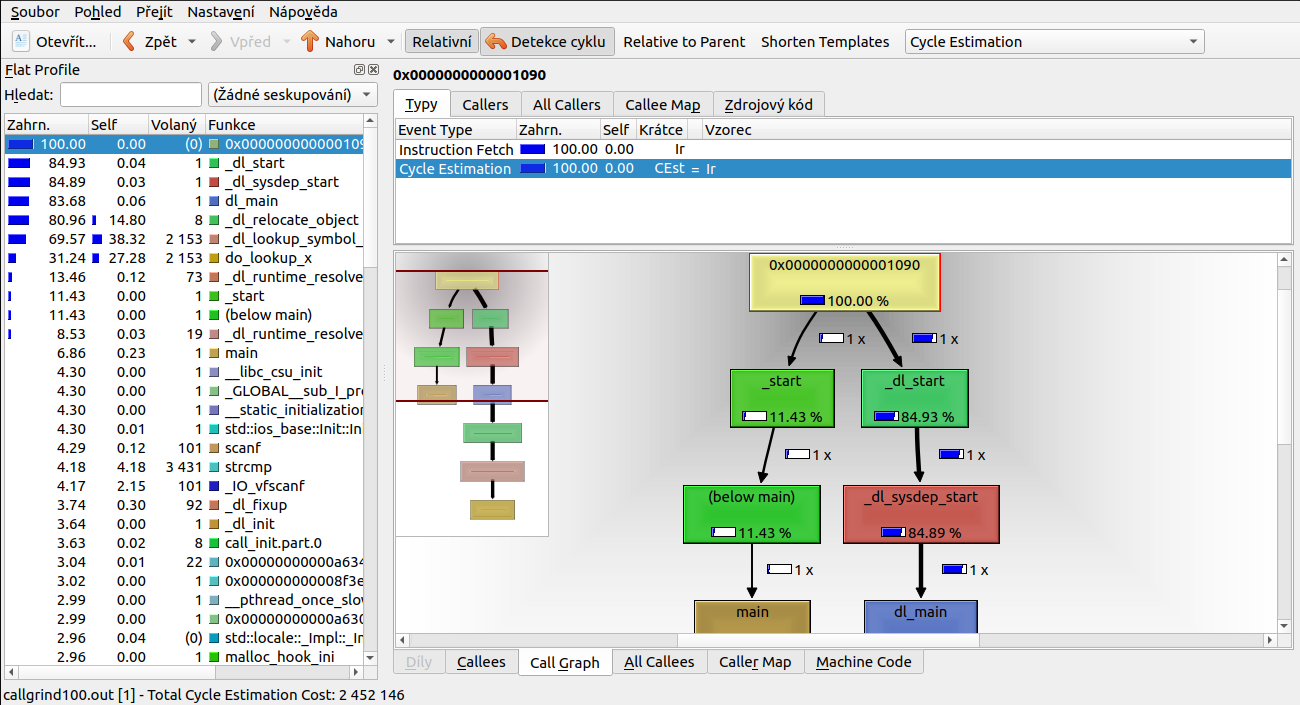 Soubor Pohled Přejít Nastavení Nápověda
Otevřít... Zpět Vpřed Nahoru Relativní Detekce cyklu Relative to Parent Shorten Templates Cycle Estimation
Flat Profile
Hledat: (Žádné seskupování)
Zahrn. Self Volaný Funkce
100.00 0.00 (0) 0x000000000000109
84.93 0.04 1 _dl_start
84.89 0.03 1 _dl_sysdep_start
83.68 0.06 1 dl_main
80.96 14.80 8 _dl_relocate_object
69.57 38.32 2 153 _dl_lookup_symbol_
31.24 27.28 2 153 do_lookup_x
13.46 0.12 73 _dl_runtime_resolve
11.43 0.00 1 _start
11.43 0.00 1 (below main)
8.53 0.03 19 _dl_runtime_resolve
6.86 0.23 1 main
4.30 0.00 1 __libc_csu_init
4.30 0.00 1 _GLOBAL__sub_I_pr
4.30 0.00 1 __static_initialization
4.30 0.01 1 std::ios_base::Init::In
4.29 0.12 101 scanf
4.18 4.18 3 431 strcmp
4.17 2.15 101 _IO_vfscanf
3.74 0.30 92 _dl_fixup
3.64 0.00 1 _dl_init
3.63 0.02 8 call_init.part.0
3.04 0.01 22 0x00000000000a634
3.02 0.00 1 0x000000000008f3e
2.99 0.00 1 __pthread_once_slo
2.99 0.00 1 0x00000000000a630
2.96 0.04 (0) std::locale::_Impl::_I
2.96 0.00 1 malloc_hook_ini
0x0000000000001090
Typy Callers All Callers Callee Map Zdrojový kód
Event Type Zahrn. Self Krátce Vzorec
Instruction Fetch 100.00 0.00 Ir
Cycle Estimation 100.00 0.00 CEst = Ir
0x0000000000001090
100.00 %
1 x 1 x
_start _dl_start
11.43 % 84.93 %
1 x 1 x
(below main) _dl_sysdep_start
11.43 % 84.89 %
1 x 1 x
main dl_main
Díly Callees Call Graph All Callees Caller Map Machine Code
callgrind100.out [1] - Total Cycle Estimation Cost: 2 452 146